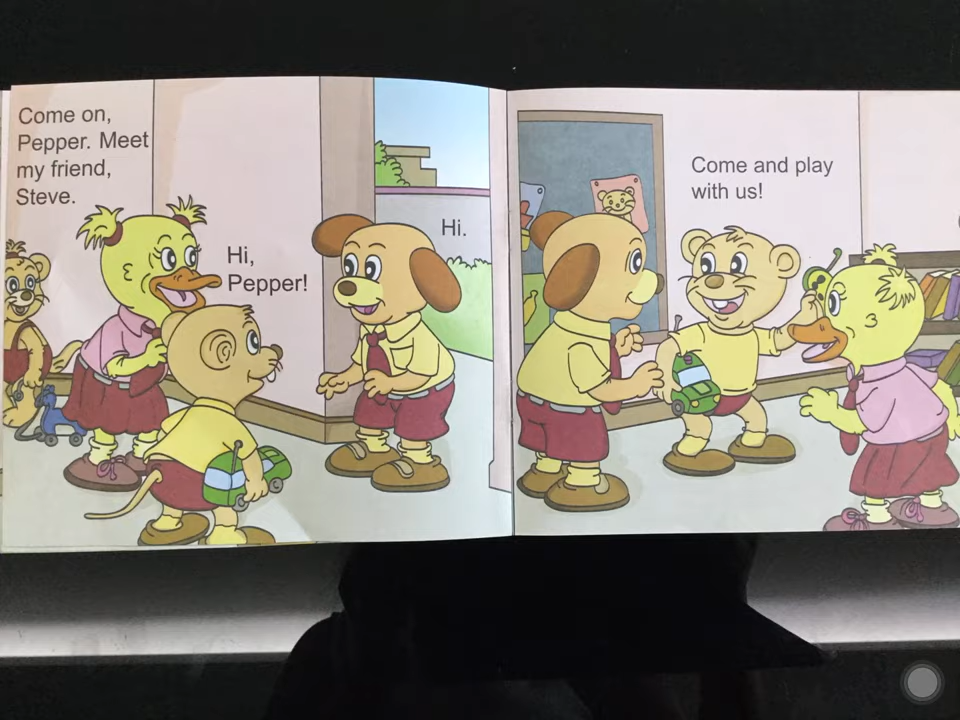 Come on,
Pepper. Meet
my friend,
Steve.
Hi,
Pepper!
Hi.
Come and play
with us!